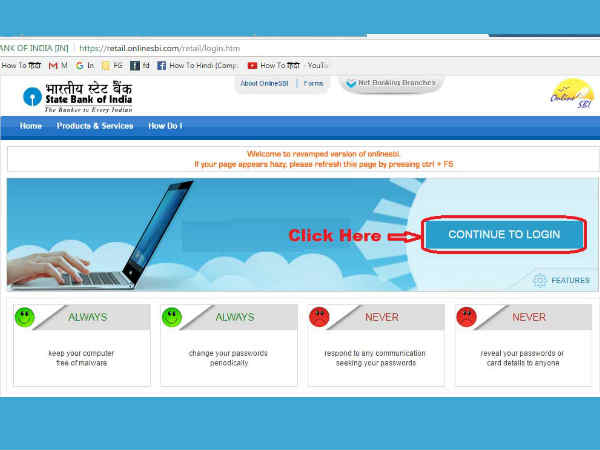 ANK OF INDIA [IN] https://retail.onlinesbi.com/retail/login.htm
How To हिंदी M M G In FG fd How To Hindi (Comp How To हिंदी - YouTu
भारतीय स्टेट बैंक
State Bank of India
The Banker to Every Indian
About OnlineSBI Forms Net Banking Branches
Online SBI
Home Products & Services How Do I
Welcome to revamped version of onlinesbi.
If your page appears hazy, please refresh this page by pressing ctrl + F5
Click Here CONTINUE TO LOGIN
FEATURES
ALWAYS
keep your computer
free of malware
ALWAYS
change your passwords
periodically
NEVER
respond to any communication
seeking your passwords
NEVER
reveal your passwords or
card details to anyone